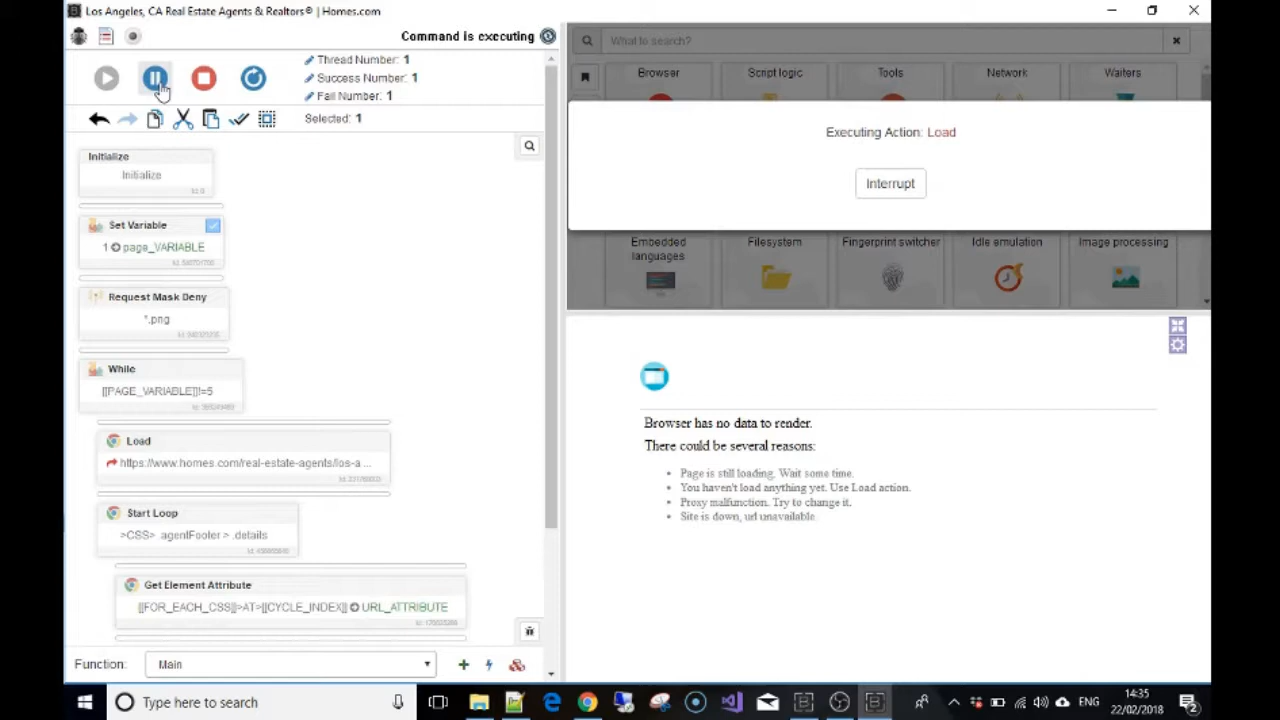 Los Angeles, CA Real Estate Agents & Realtors® | Homes.com
Command is executing
Thread Number: 1
Success Number: 1
Fail Number: 1
Selected: 1
Initialize
Initialize
Id: 0
Set Variable
1 page_VARIABLE
Request Mask Deny
*.png
While
[[PAGE_VARIABLE]]!=5
Load
https://www.homes.com/real-estate-agents/los-a ...
Start Loop
>CSS> .agentFooter > .details
Get Element Attribute
[[FOR_EACH_CSS]]>AT>[[CYCLE_INDEX]] URL_ATTRIBUTE
Function:
Main
What to search?
Browser
Script logic
Tools
Network
Waiters
Executing Action: Load
Interrupt
Embedded languages
Filesystem
Fingerprint switcher
Idle emulation
Image processing
Browser has no data to render.
There could be several reasons:
Page is still loading. Wait some time.
You haven't load anything yet. Use Load action.
Proxy malfunction. Try to change it.
Site is down, url unavailable.
Type here to search
ENG
14:35
22/02/2018
2